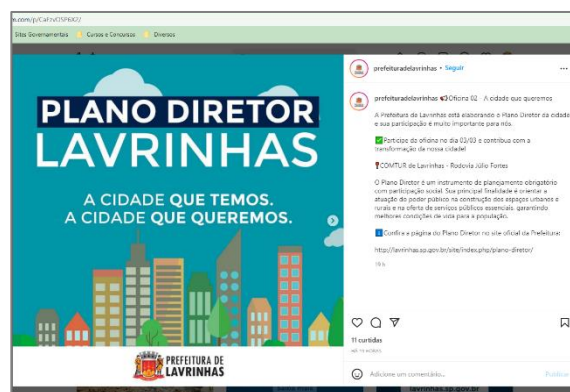 Sites Governamentais
Cursos e Concursos
Diversos
PLANO DIRETOR
LAVRINHAS
A CIDADE QUE TEMOS.
A CIDADE QUE QUEREMOS.
PREFEITURA DE
LAVRINHAS
prefeituradelavrinhas • Seguir
prefeituradelavrinhas 📢Oficina 02 - A cidade que queremos
A Prefeitura de Lavrinhas está elaborando o Plano Diretor da cidade
e sua participação é muito importante para nós.
✅Participe da oficina no dia 03/03 e contribua com a
transformação da nossa cidade!
📍COMTUR de Lavrinhas - Rodovia Júlio Fortes
O Plano Diretor é um instrumento de planejamento obrigatório
com participação social. Sua principal finalidade é orientar a
atuação do poder público na construção dos espaços urbanos e
rurais e na oferta de serviços públicos essenciais, garantindo
melhores condições de vida para a população.
ℹ️Confira a página do Plano Diretor no site oficial da Prefeitura:
http://lavrinhas.sp.gov.br/site/index.php/plano-diretor/
11 curtidas
Adicione um comentário...
Publicar
lavrinhas.sp.gov.br